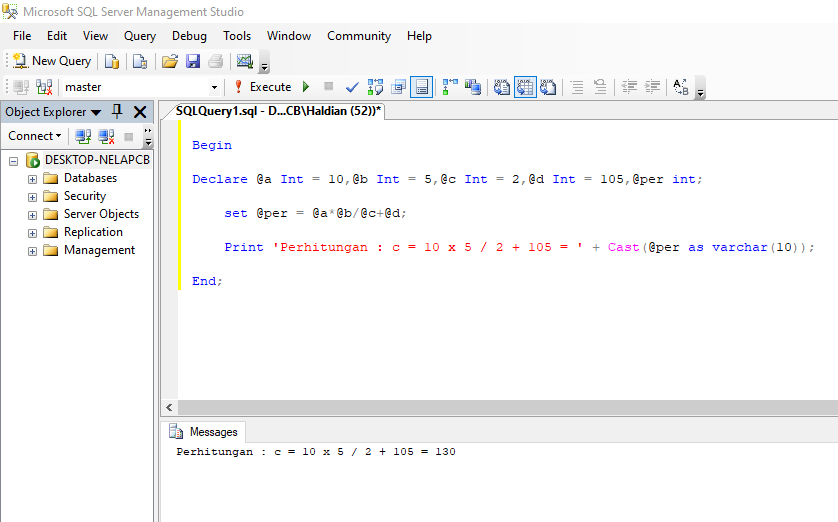 Microsoft SQL Server Management Studio
File Edit View Query Debug Tools Window Community Help
New Query
master Execute
Object Explorer
Connect
DESKTOP-NELAPCB
Databases
Security
Server Objects
Replication
Management
SQLQuery1.sql - D...CB\Haldian (52))*
Begin
Declare @a Int = 10,@b Int = 5,@c Int = 2,@d Int = 105,@per int;
set @per = @a*@b/@c+@d;
Print 'Perhitungan : c = 10 x 5 / 2 + 105 = ' + Cast(@per as varchar(10));
End;
Messages
Perhitungan : c = 10 x 5 / 2 + 105 = 130